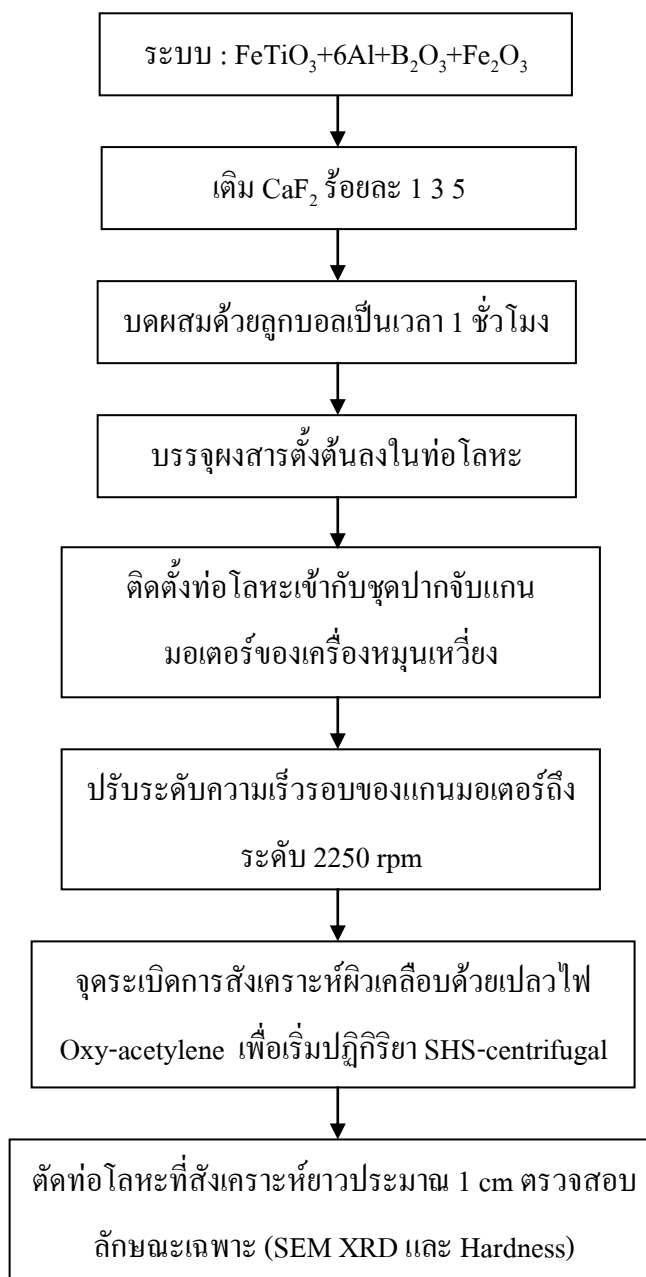 ระบบ : FeTiO₃+6Al+B₂O₃+Fe₂O₃
เติม CaF₂ ร้อยละ 1 3 5
บดผสมด้วยลูกบอลเป็นเวลา 1 ชั่วโมง
บรรจุผงสารตั้งต้นลงในท่อโลหะ
ติดตั้งท่อโลหะเข้ากับชุดปากจับแกน
มอเตอร์ของเครื่องหมุนเหวี่ยง
ปรับระดับความเร็วรอบของแกนมอเตอร์ถึง
ระดับ 2250 rpm
จุดระเบิดการสังเคราะห์ผิวเคลือบด้วยเปลวไฟ
Oxy-acetylene เพื่อเริ่มปฏิกิริยา SHS-centrifugal
ตัดท่อโลหะที่สังเคราะห์ยาวประมาณ 1 cm ตรวจสอบ
ลักษณะเฉพาะ (SEM XRD และ Hardness)